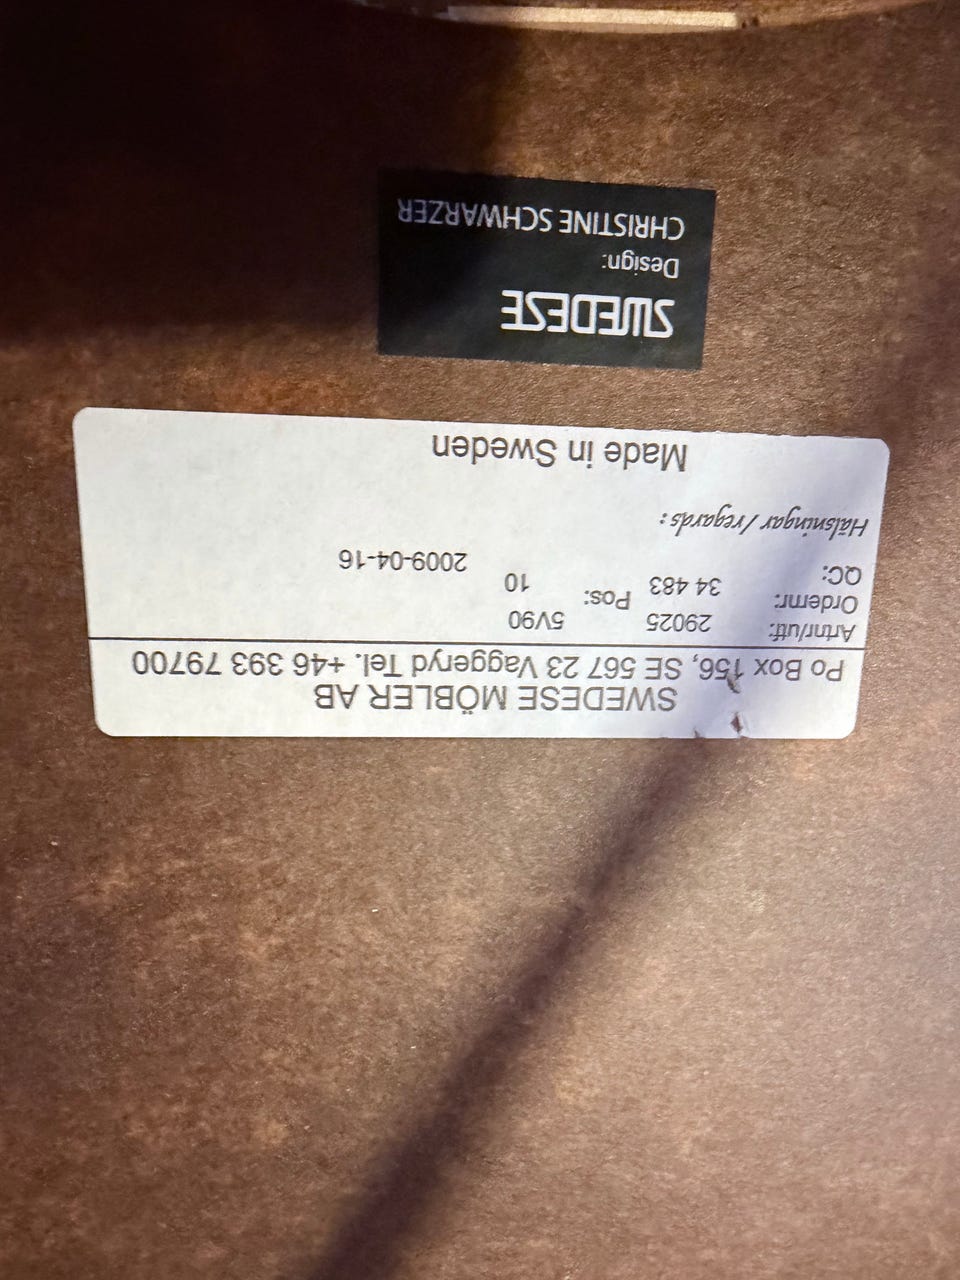 SWEDESE MÖBLER AB
Po Box 156, SE 567 23 Vaggeryd Tel. +46 393 79700
Artnr/utf: 29025 5V90
Ordernr: 34 483 Pos: 10
QC: 2009-04-16
Hälsningar / regards :
Made in Sweden
SWEDESE
Design:
CHRISTINE SCHWARZER